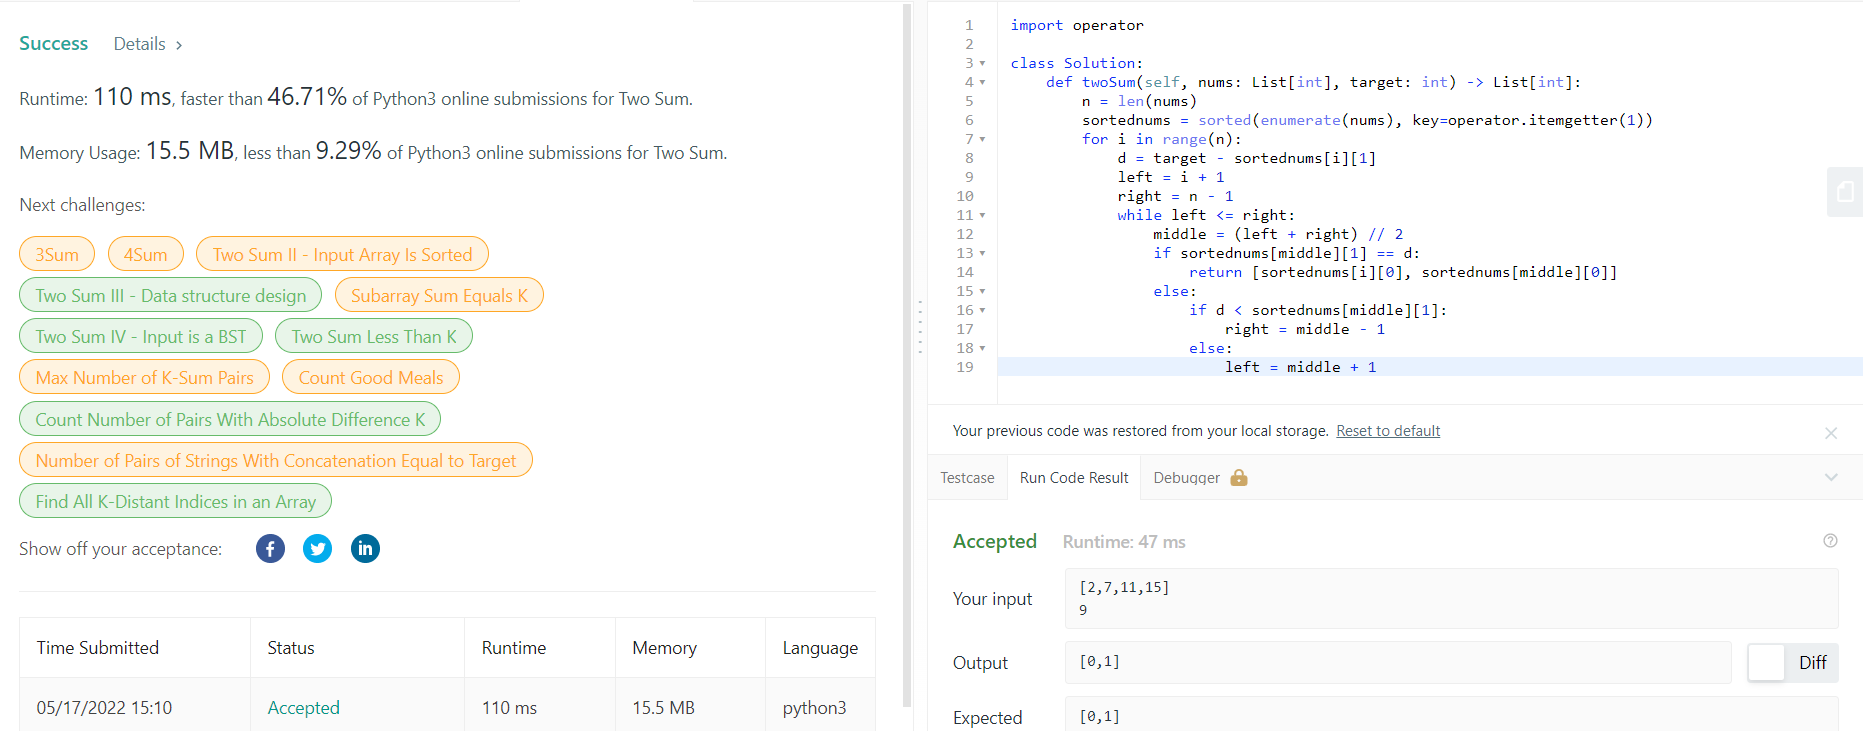 Success Details >
Runtime: 110 ms, faster than 46.71% of Python3 online submissions for Two Sum.
Memory Usage: 15.5 MB, less than 9.29% of Python3 online submissions for Two Sum.
Next challenges:
3Sum 4Sum Two Sum II - Input Array Is Sorted
Two Sum III - Data structure design Subarray Sum Equals K
Two Sum IV - Input is a BST Two Sum Less Than K
Max Number of K-Sum Pairs Count Good Meals
Count Number of Pairs With Absolute Difference K
Number of Pairs of Strings With Concatenation Equal to Target
Find All K-Distant Indices in an Array
Show off your acceptance: f in
Time Submitted Status Runtime Memory Language
05/17/2022 15:10 Accepted 110 ms 15.5 MB python3
1 import operator
2
3 class Solution:
4     def twoSum(self, nums: List[int], target: int) -> List[int]:
5         n = len(nums)
6         sortednums = sorted(enumerate(nums), key=operator.itemgetter(1))
7         for i in range(n):
8             d = target - sortednums[i][1]
9             left = i + 1
10             right = n - 1
11             while left <= right:
12                 middle = (left + right) // 2
13                 if sortednums[middle][1] == d:
14                     return [sortednums[i][0], sortednums[middle][0]]
15                 else:
16                     if d < sortednums[middle][1]:
17                         right = middle - 1
18                     else:
19                         left = middle + 1
Your previous code was restored from your local storage. Reset to default
Testcase Run Code Result Debugger
Accepted Runtime: 47 ms
Your input
[2,7,11,15]
9
Output [0,1] Diff
Expected [0,1]